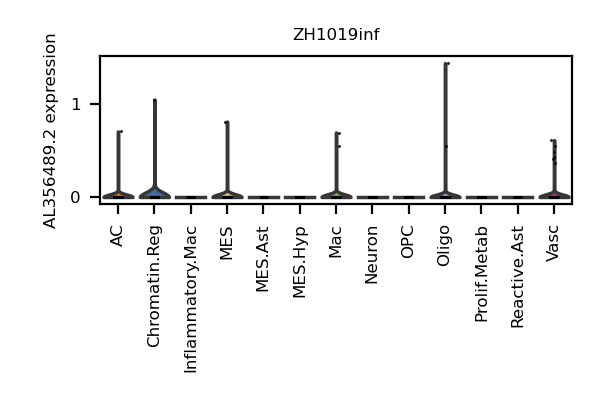 ZH1019inf
AL356489.2 expression
1
0
AC
Chromatin.Reg
Inflammatory.Mac
MES
MES.Ast
MES.Hyp
Mac
Neuron
OPC
Oligo
Prolif.Metab
Reactive.Ast
Vasc